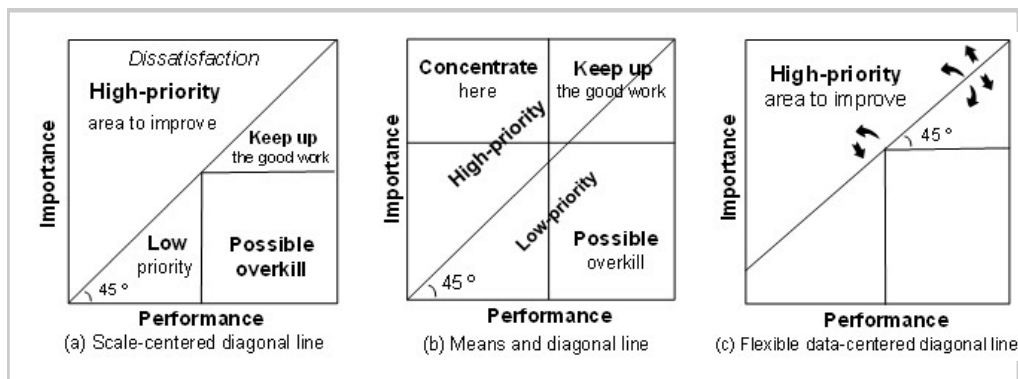 Dissatisfaction
High-priority
area to improve
Keep up
the good work
Low
priority
Possible
overkill
45 °
Importance
Performance
(a) Scale-centered diagonal line
Concentrate
here
Keep up
the good work
High-priority
Low-priority
Possible
overkill
45 °
Importance
Performance
(b) Means and diagonal line
High-priority
area to improve
45 °
Importance
Performance
(c) Flexible data-centered diagonal line